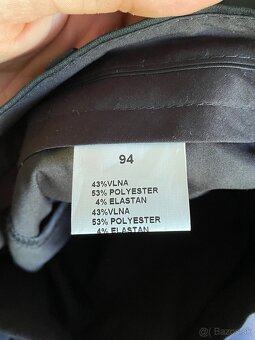 94
43%VLNA
53% POLYESTER
4% ELASTAN
43%VLNA
53% POLYESTER
4% ELASTAN